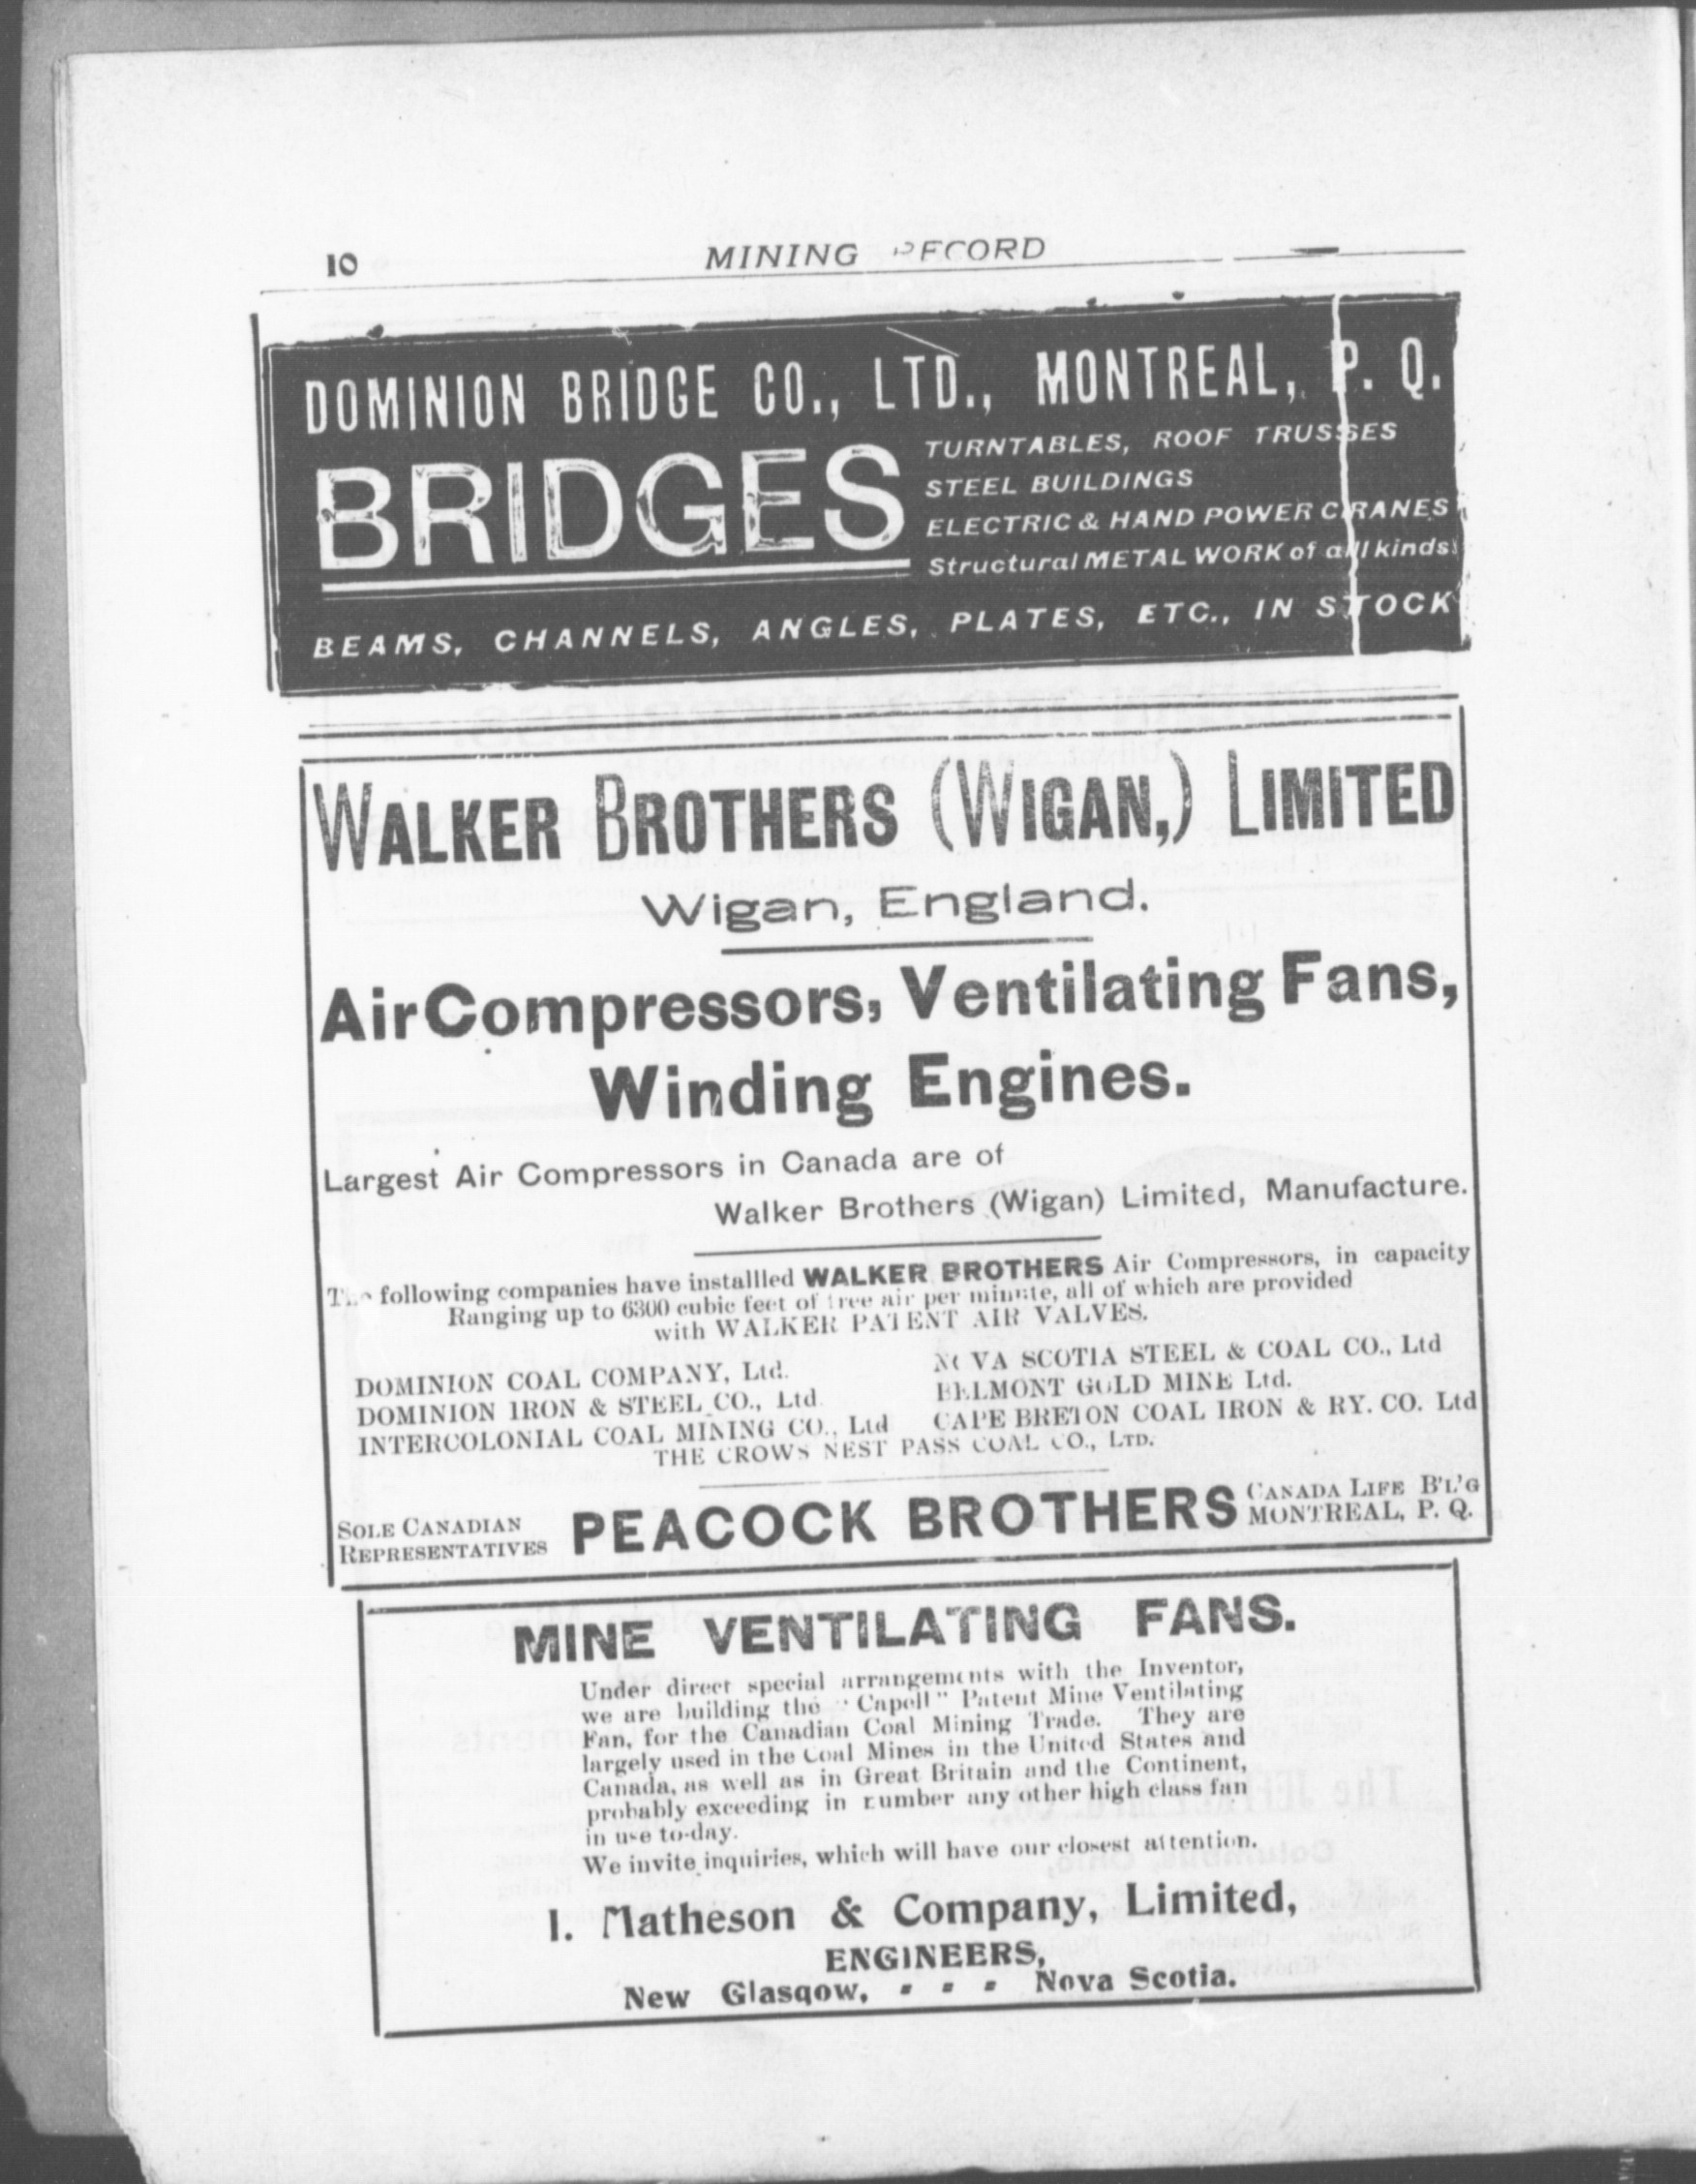 10
MINING RECORD
DOMINION BRIDGE CO., LTD., MONTREAL, P. Q.
BRIDGES
TURNTABLES, ROOF TRUSSES
STEEL BUILDINGS
ELECTRIC & HAND POWER CRANES
Structural METAL WORK of all kinds
BEAMS, CHANNELS, ANGLES, PLATES, ETC., IN STOCK
WALKER BROTHERS (WIGAN,) LIMITED
Wigan, England.
Air Compressors, Ventilating Fans,
Winding Engines.
Largest Air Compressors in Canada are of
Walker Brothers (Wigan) Limited, Manufacture.
The following companies have installled WALKER BROTHERS Air Compressors, in capacity
Ranging up to 6300 cubic feet of free air per minute, all of which are provided
with WALKER PATENT AIR VALVES.
DOMINION COAL COMPANY, Ltd.
DOMINION IRON & STEEL CO., Ltd.
INTERCOLONIAL COAL MINING CO., Ltd
NOVA SCOTIA STEEL & COAL CO., Ltd
BELMONT GOLD MINE Ltd.
CAPE BRETON COAL IRON & RY. CO. Ltd
THE CROWS NEST PASS COAL CO., LTD.
SOLE CANADIAN
REPRESENTATIVES
PEACOCK BROTHERS
CANADA LIFE B'L'G
MONTREAL, P. Q.
MINE VENTILATING FANS.
Under direct special arrangements with the Inventor,
we are building the "Capell" Patent Mine Ventilating
Fan, for the Canadian Coal Mining Trade. They are
largely used in the Coal Mines in the United States and
Canada, as well as in Great Britain and the Continent,
probably exceeding in number any other high class fan
in use to-day.
We invite inquiries, which will have our closest attention.
I. Matheson & Company, Limited,
ENGINEERS,
New Glasgow, - - - Nova Scotia.